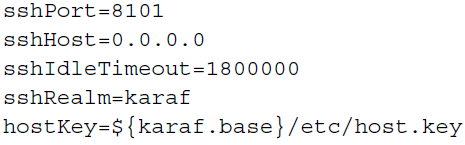 sshPort=8101
sshHost=0.0.0.0
sshIdleTimeout=1800000
sshRealm=karaf
hostKey=${karaf.base}/etc/host.key